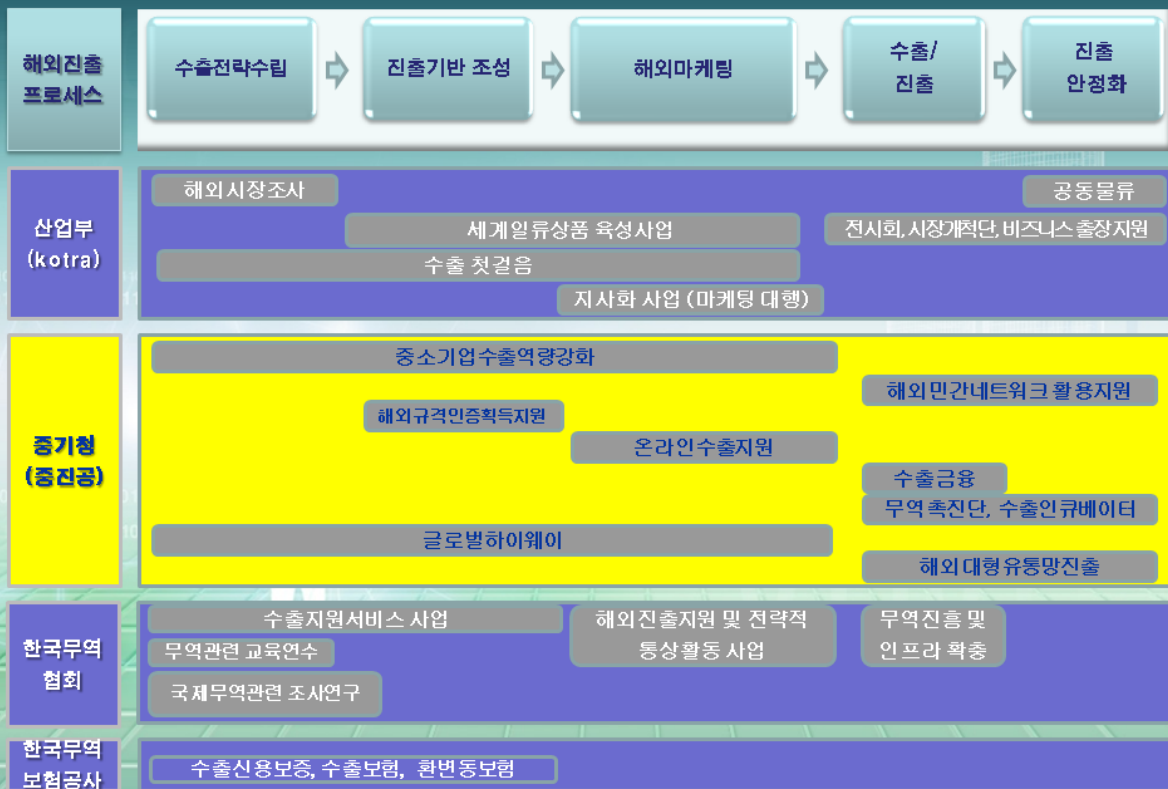 해외진출
프로세스
수출전략수립
진출기반 조성
해외마케팅
수출/
진출
진출
안정화
산업부
(kotra)
해외시장조사
공동물류
세계일류상품 육성사업
전시회, 시장개척단, 비즈니스 출장지원
수출 첫걸음
지사화 사업 (마케팅 대행)
중기청
(중진공)
중소기업수출역량강화
해외민간네트워크 활용지원
해외규격인증획득지원
온라인수출지원
수출금융
무역촉진단, 수출인큐베이터
글로벌하이웨이
해외대형유통망진출
한국무역
협회
수출지원서비스 사업
무역관련 교육연수
국제무역관련 조사연구
해외진출지원 및 전략적
통상활동 사업
무역진흥 및
인프라 확충
한국무역
보험공사
수출신용보증, 수출보험, 환변동보험